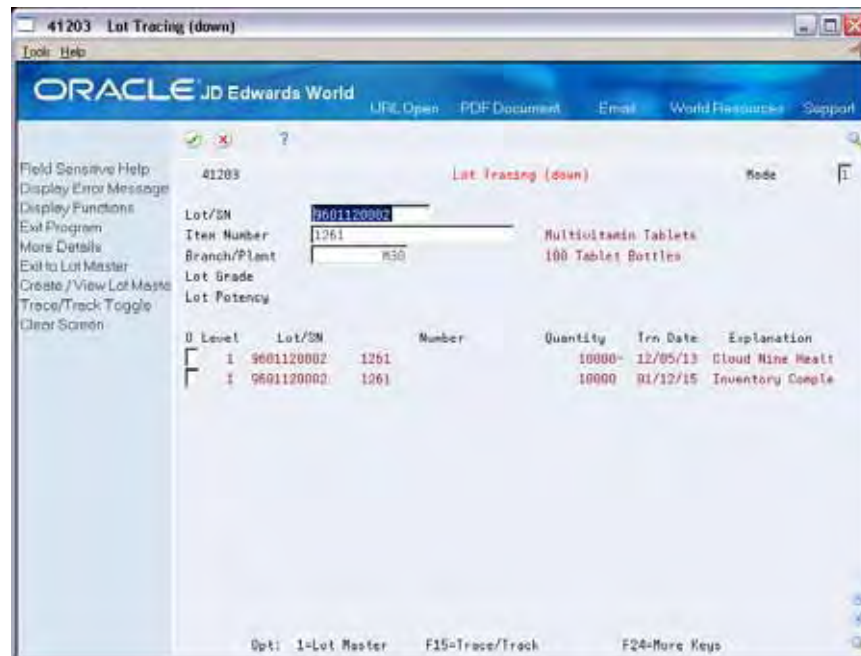 41203 Lot Tracing (down)
Tools Help
ORACLE JD Edwards World
URL Open PDF Document Email World Resources Support
?
Field Sensitive Help
Display Error Message
Display Functions
Exit Program
More Details
Exit to Lot Master
Create / View Lot Maste
Trace/Track Toggle
Clear Screen
41203 Lot Tracing (down) Mode 1
Lot/SN 9601120002
Item Number 1261 Multivitamin Tablets
Branch/Plant M30 100 Tablet Bottles
Lot Grade
Lot Potency
O Level Lot/SN Number Quantity Trn Date Explanation
1 9601120002 1261 10000- 12/05/13 Cloud Nine Healt
1 9601120002 1261 10000 01/12/15 Inventory Comple
Opt: 1=Lot Master F15=Trace/Track F24=More Keys